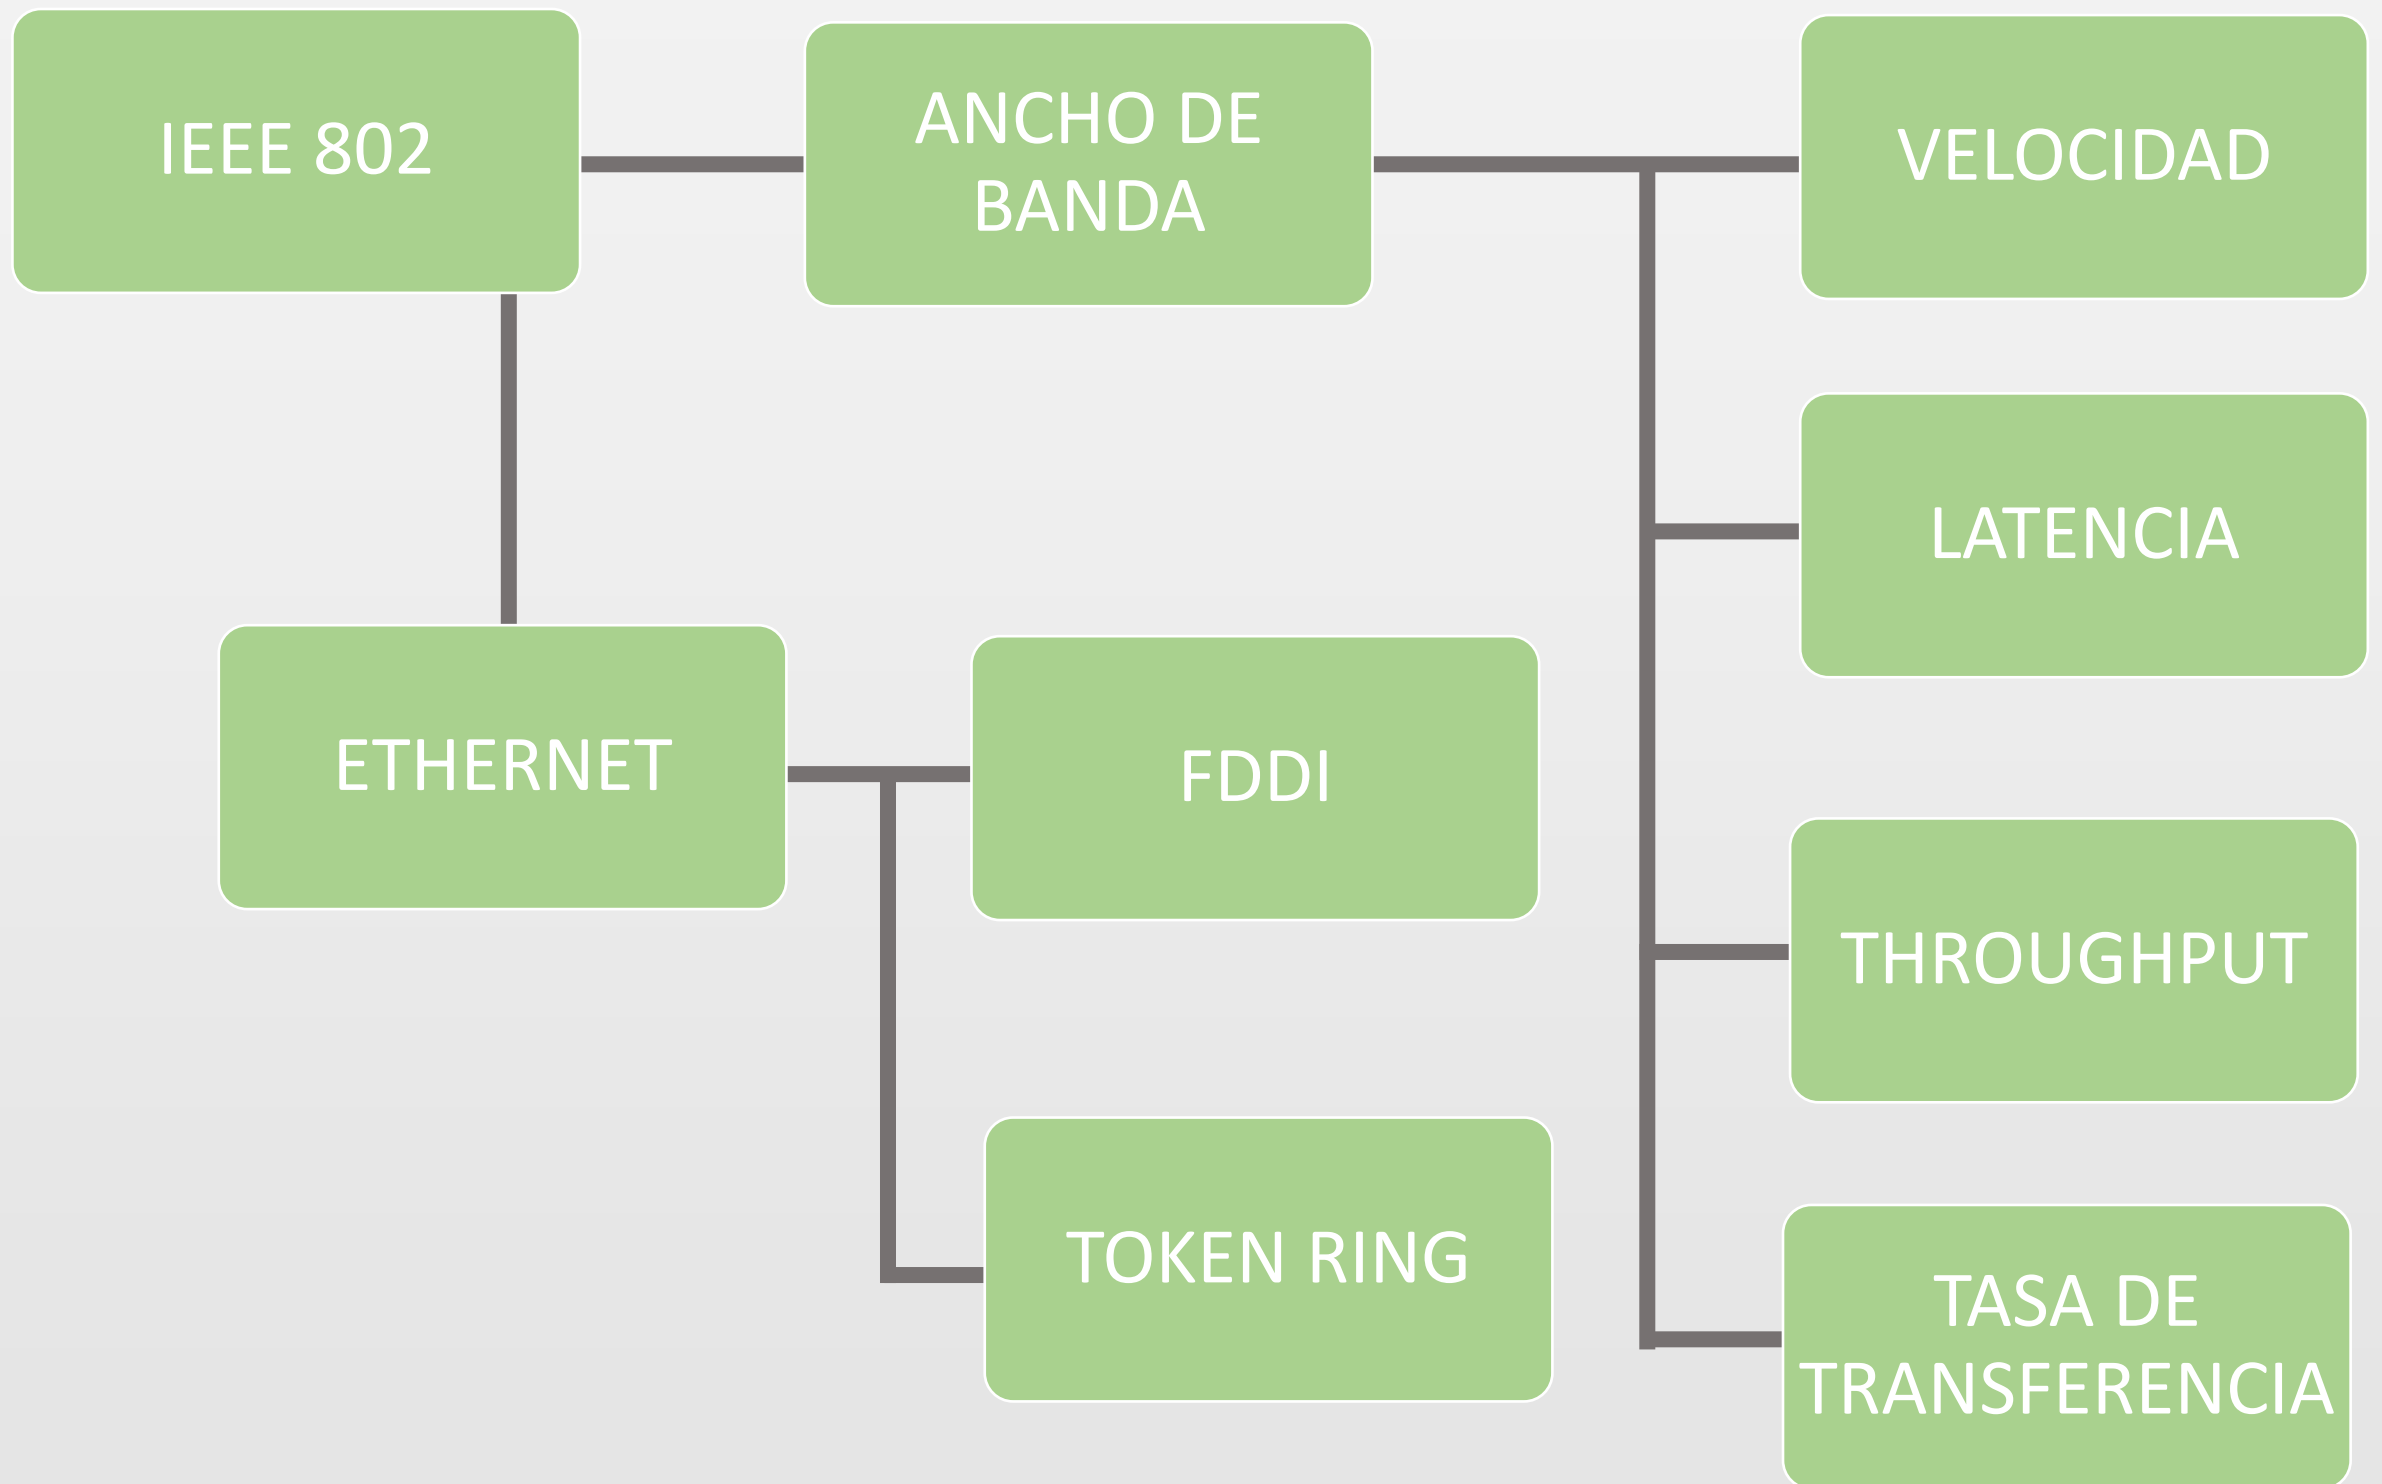 IEEE 802
ANCHO DE
BANDA
VELOCIDAD
LATENCIA
ETHERNET
FDDI
THROUGHPUT
TOKEN RING
TASA DE
TRANSFERENCIA